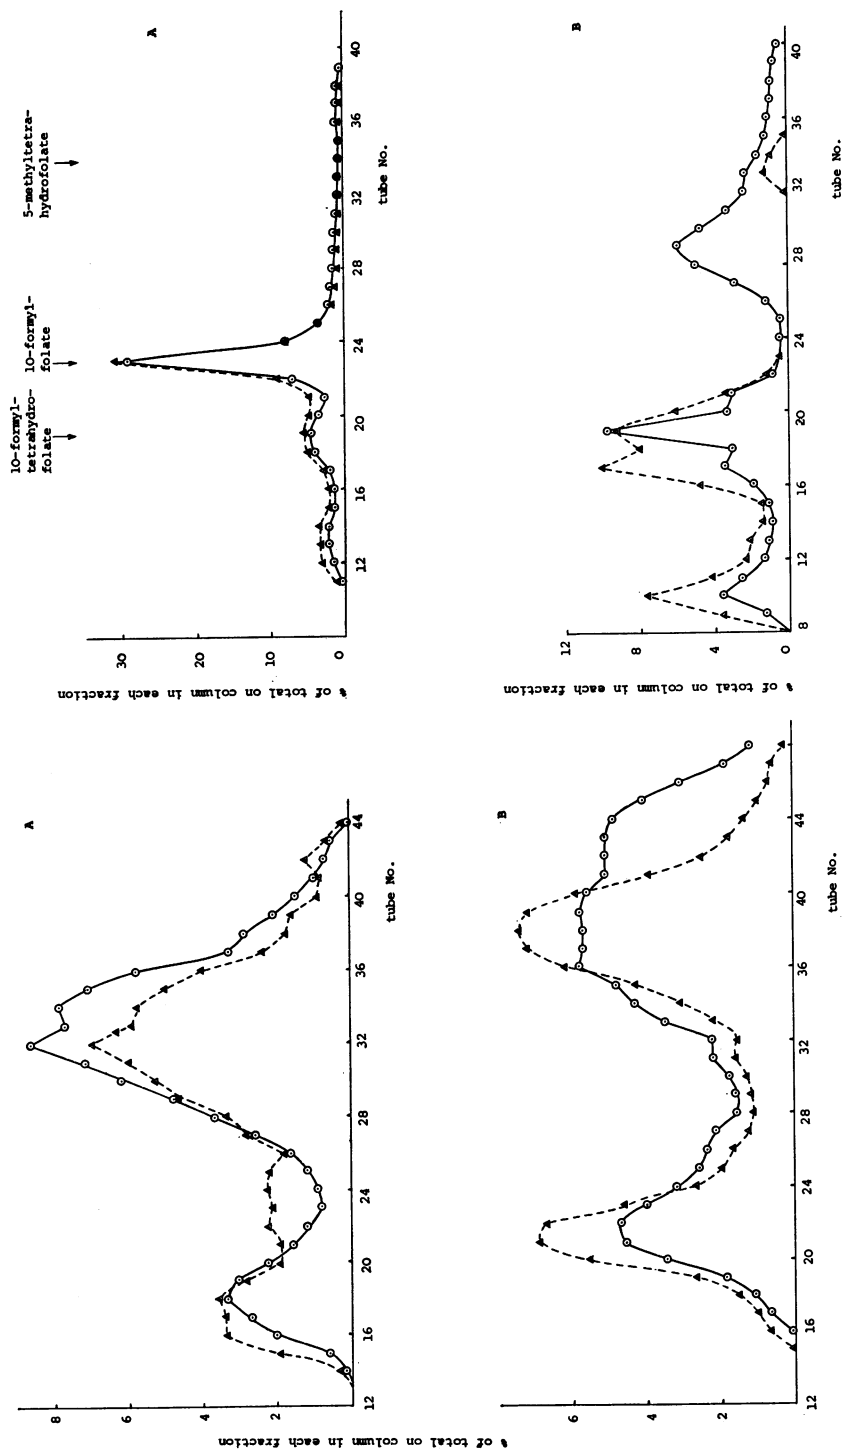 A
% of total on column in each fraction
8
6
4
2
12 16 20 24 28 32 36 40 44
tube No.
B
6
4
2
12 16 20 24 28 32 36 40 44
tube No.
10-formyl-
tetrahydro-
folate
10-formyl-
folate
5-methyltetra-
hydrofolate
A
% of total on column in each fraction
30
20
10
0
12 16 20 24 28 32 36 40
tube No.
B
% of total on column in each fraction
12
8
4
0
8 12 16 20 24 28 32 36 40
tube No.